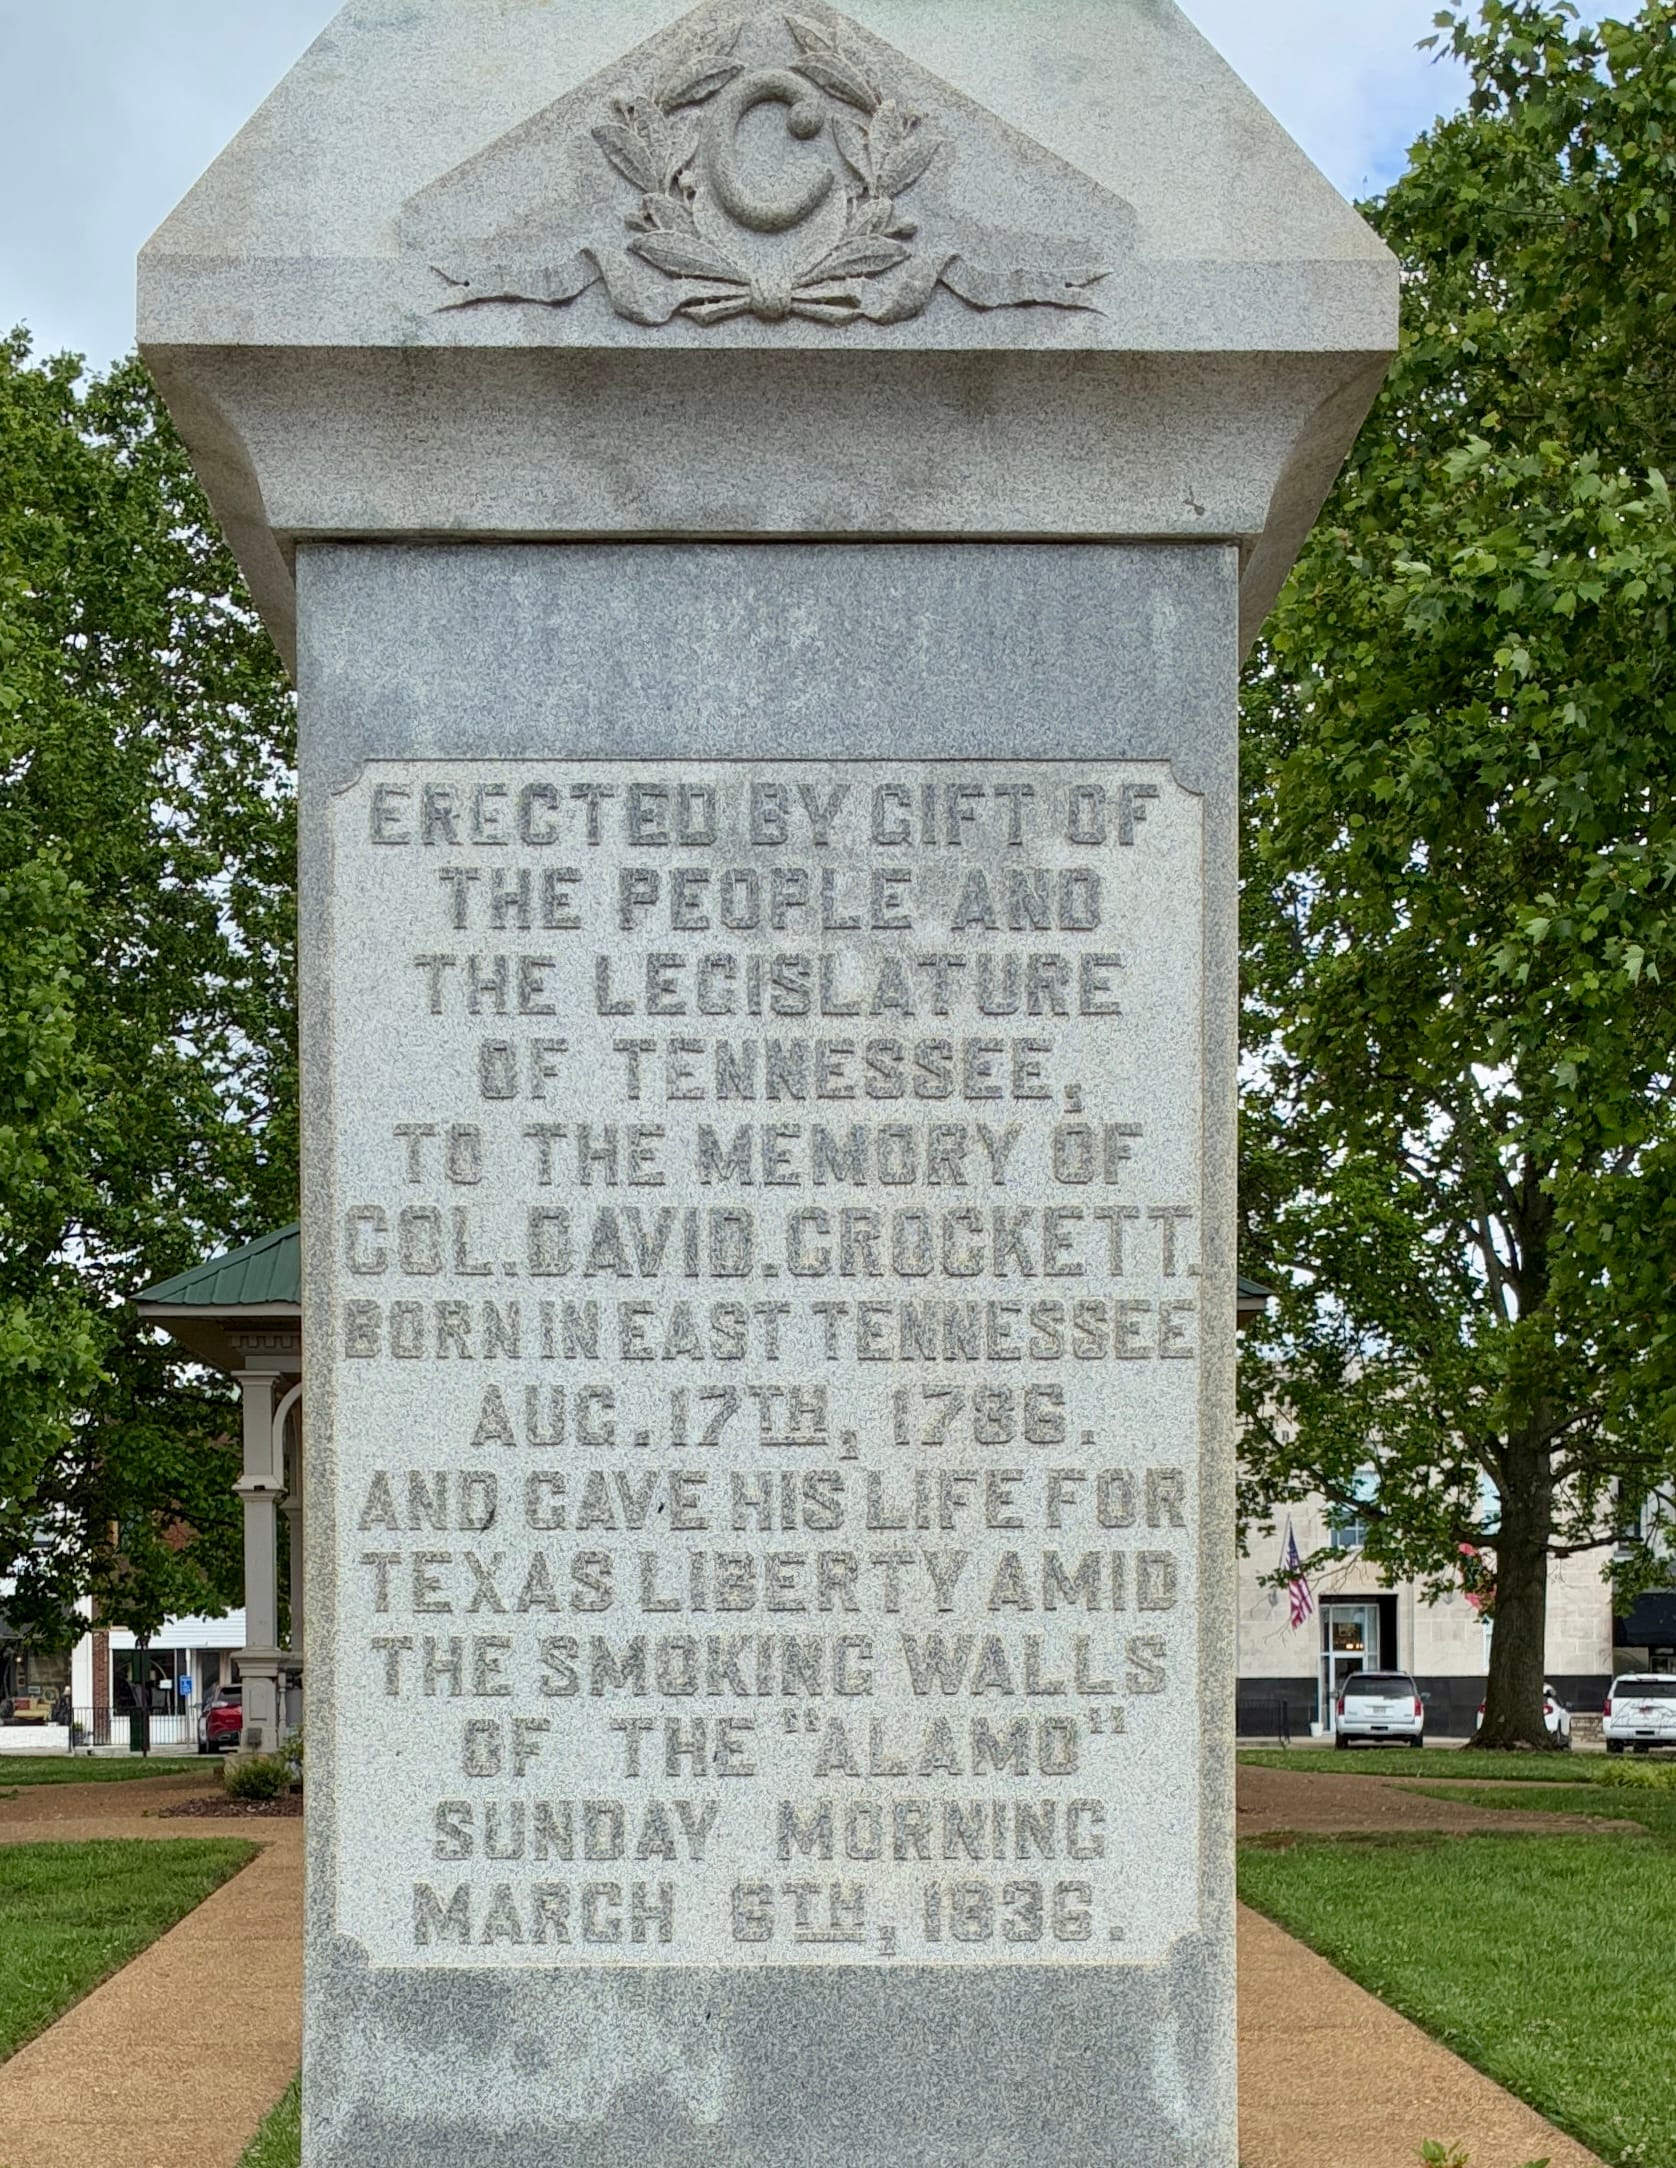 C
ERECTED BY GIFT OF
THE PEOPLE AND
THE LEGISLATURE
OF TENNESSEE,
TO THE MEMORY OF
COL. DAVID. CROCKETT.
BORN IN EAST TENNESSEE
AUG. 17TH, 1786.
AND GAVE HIS LIFE FOR
TEXAS LIBERTY AMID
THE SMOKING WALLS
OF THE "ALAMO"
SUNDAY MORNING
MARCH 6TH, 1836.